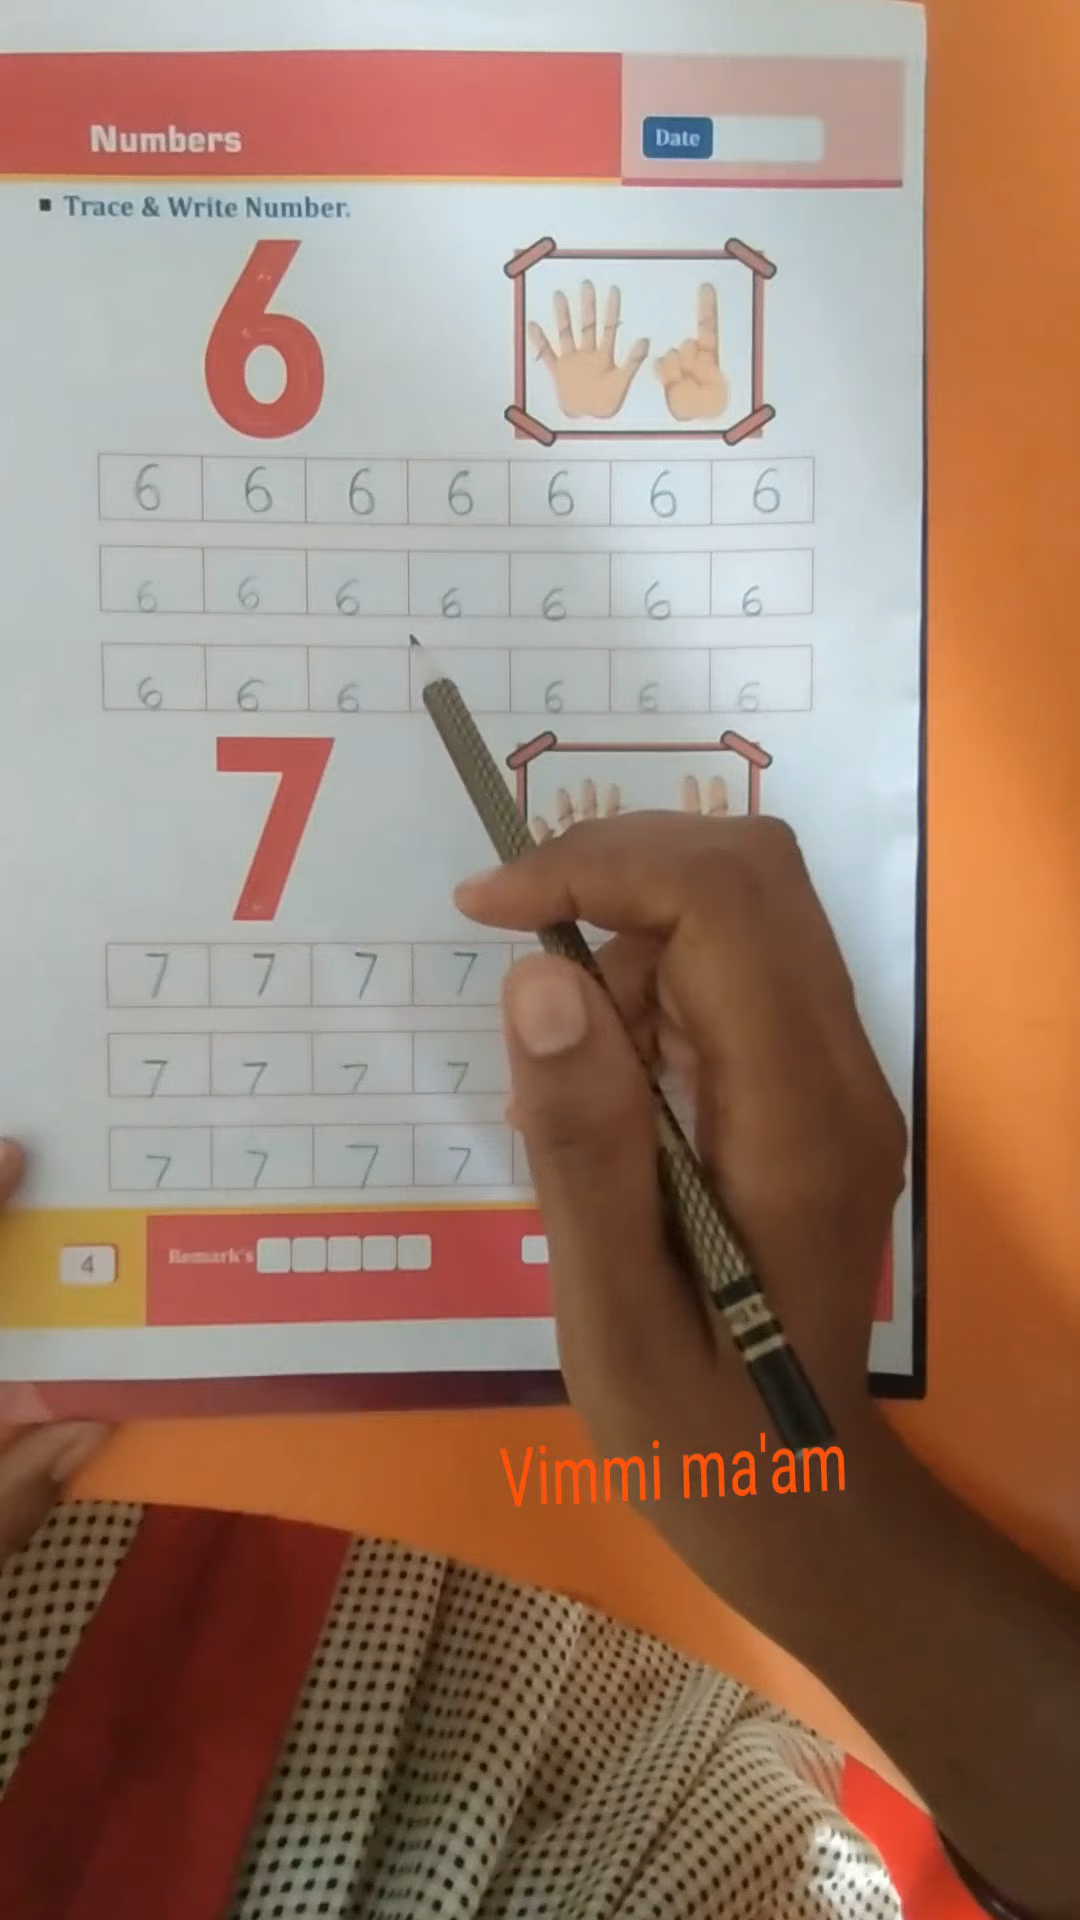 Numbers
Date
Trace & Write Number.
6
6 6 6 6 6 6 6
6 6 6 6 6 6 6
6 6 6 6 6 6
7
7 7 7 7
7 7 7 7
7 7 7 7
4
Remark's
Vimmi ma'am